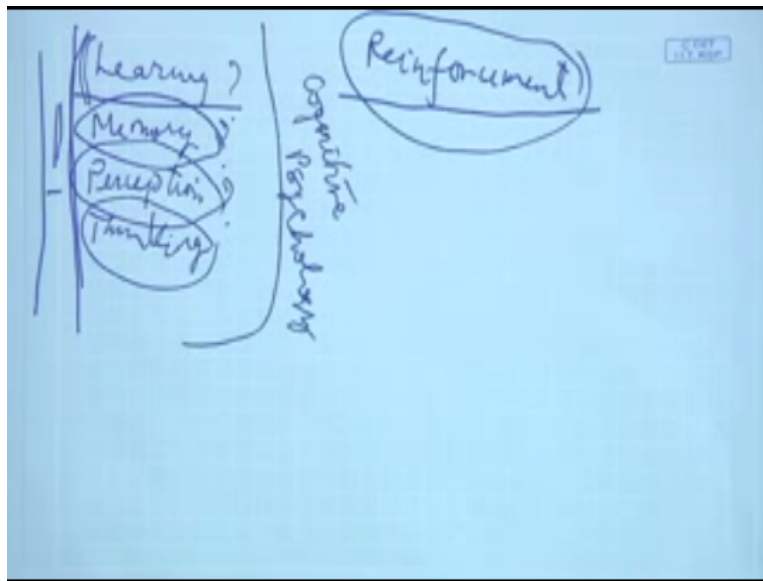 Learning?
Memory?
Perception?
Thinking
Cognitive
Psychology
Reinforcement